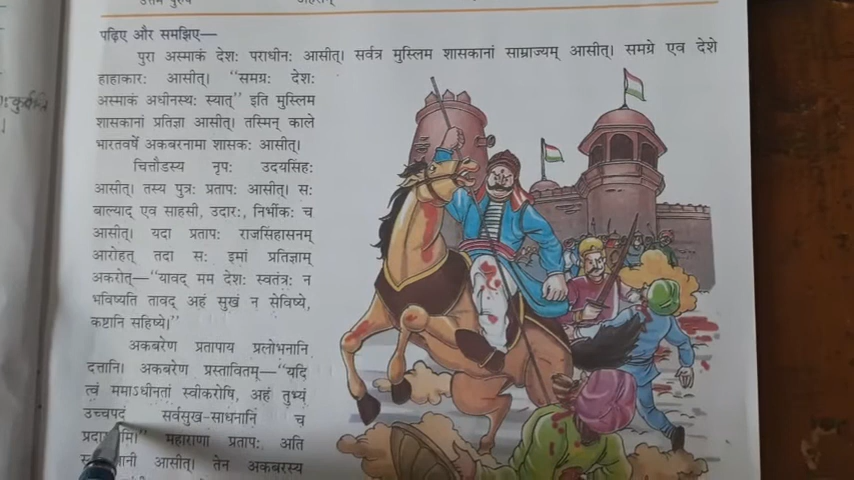 पढ़िए और समझिए—
पुरा अस्माकं देशः पराधीनः आसीत्। सर्वत्र मुस्लिम शासकानां साम्राज्यम् आसीत्। समग्रे एव देशे
हाहाकारः आसीत्। “समग्रः देशः
अस्माकं अधीनस्थः स्यात्” इति मुस्लिम
शासकानां प्रतिज्ञा आसीत्। तस्मिन् काले
भारतवर्षे अकबरनामा शासकः आसीत्।
चित्तौडस्य नृपः उदयसिंहः
आसीत्। तस्य पुत्रः प्रतापः आसीत्। सः
बाल्याद् एव साहसी, उदारः, निर्भीकः च
आसीत्। यदा प्रतापः राजसिंहासनम्
आरोहत् तदा सः इमां प्रतिज्ञाम्
अकरोत्—“यावद् मम देशः स्वतंत्रः न
भविष्यति तावद् अहं सुखं न सेविष्ये,
कष्टानि सहिष्ये।”
अकबरेण प्रतापाय प्रलोभनानि
दत्तानि। अकबरेण प्रस्तावितम्—“यदि
त्वं ममाऽधीनतां स्वीकरोषि, अहं तुभ्यं
उच्चपदं सर्वसुख-साधनानि च
महाराणा प्रतापः अति
आसीत्। तेन अकबरस्य